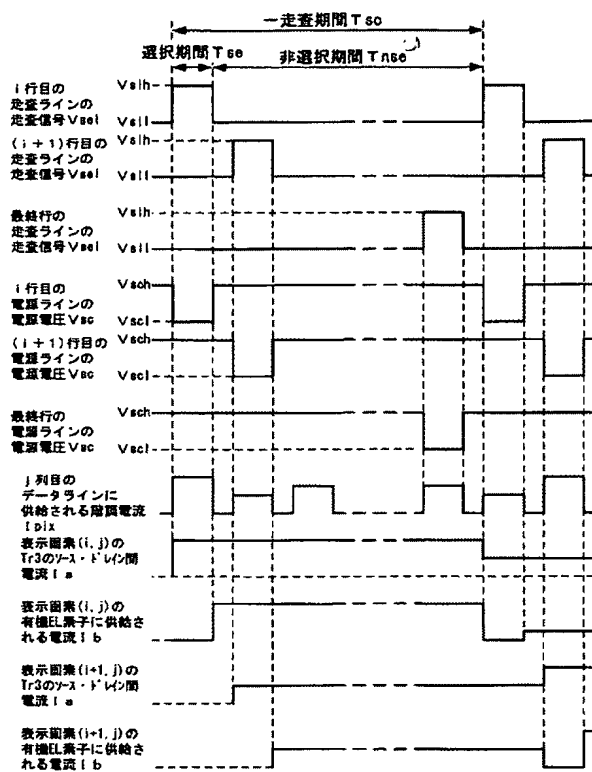 一走査期間Tsc
選択期間Tse
非選択期間Tnse
i行目の
走査ラインの
走査信号Vsel
Vslh
Vsll
(i+1)行目の
走査ラインの
走査信号Vsel
Vslh
Vsll
最終行の
走査ラインの
走査信号Vsel
Vslh
Vsll
i行目の
電源ラインの
電源電圧Vsc
Vsch
Vscl
(i+1)行目の
電源ラインの
電源電圧Vsc
Vsch
Vscl
最終行の
電源ラインの
電源電圧Vsc
Vsch
Vscl
j列目の
データラインに
供給される階調電流
Ipix
表示画素(i,j)の
Tr3のソース・ドレイン間
電流Ia
表示画素(i,j)の
有機EL素子に供給さ
れる電流Ib
表示画素(i+1,j)の
Tr3のソース・ドレイン間
電流Ia
表示画素(i+1,j)の
有機EL素子に供給さ
れる電流Ib